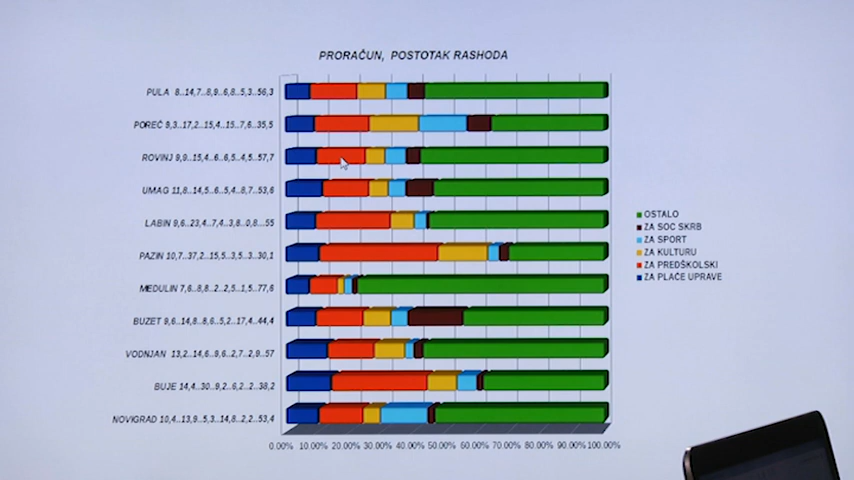 PRORAČUN, POSTOTAK RASHODA
PULA 8..14,7..8,9..6,8..5,3..56,3
POREČ 9,3..17,2..15,4..15..7,6..35,5
ROVINJ 9,9..15,4..6..6,5..4,5..57,7
UMAG 11,8..14,5..6..5,4..8,7..53,6
LABIN 9,6..23,4..7,4..3,8..0,8...55
PAZIN 10,7..37,2..15,5..3,5..3..30,1
MEDULIN 7,6..8,8..2..2,5..1,5..77,6
BUZET 9,6..14,8..8,6..5,2..17,4..44,4
VODNJAN 13,2..14,6..9,6..2,7..2,9..57
BUJE 14,4..30..9,2..6,2..2..38,2
NOVIGRAD 10,4..13,9..5,3..14,8..2,2..53,4
OSTALO
ZA SOC SKRB
ZA SPORT
ZA KULTURU
ZA PREDŠKOLSKI
ZA PLAĆE UPRAVE
0.00% 10.00% 20.00% 30.00% 40.00% 50.00% 60.00% 70.00% 80.00% 90.00% 100.00%